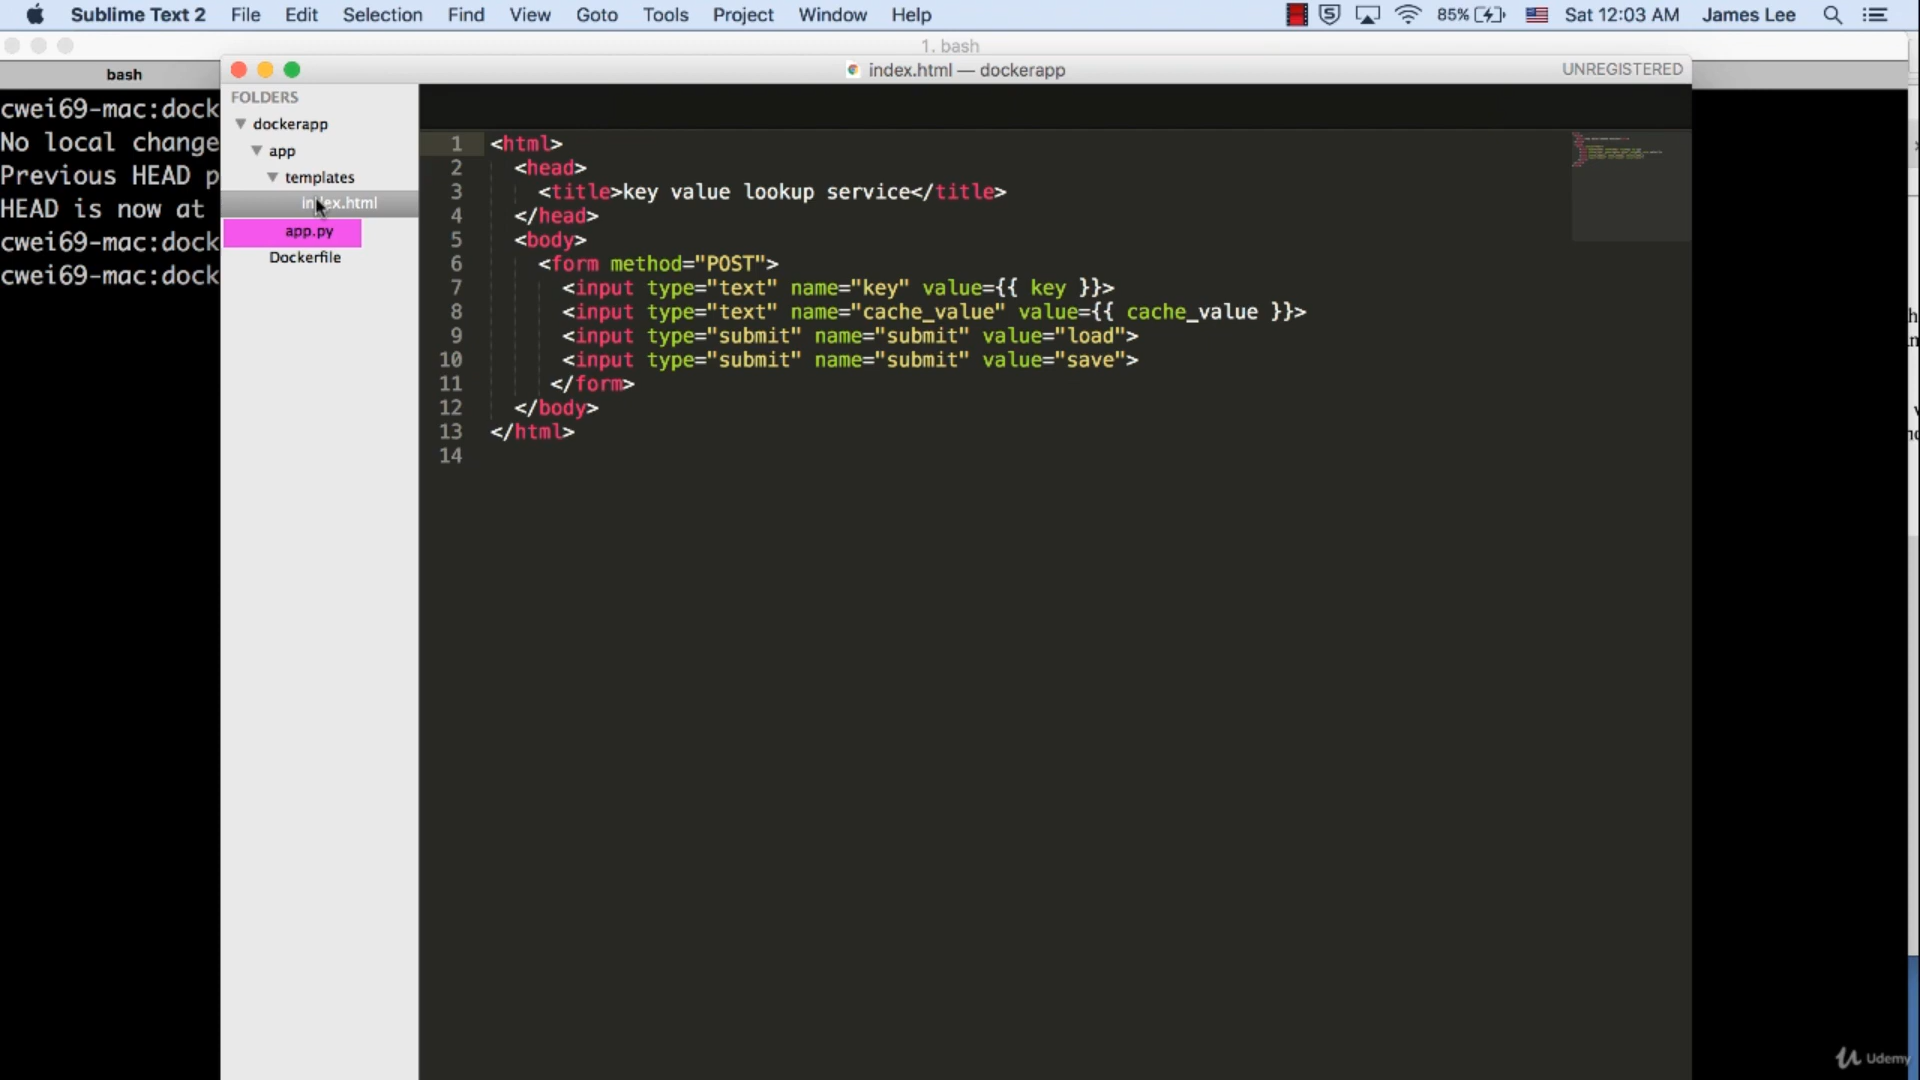 Sublime Text 2 File Edit Selection Find View Goto Tools Project Window Help 85% Sat 12:03 AM James Lee
1. bash
bash
index.html — dockerapp UNREGISTERED
cwei69-mac:dock
No local change
Previous HEAD p
HEAD is now at
cwei69-mac:dock
cwei69-mac:dock
FOLDERS
dockerapp
app
templates
index.html
app.py
Dockerfile
1 <html>
2 <head>
3 <title>key value lookup service</title>
4 </head>
5 <body>
6 <form method="POST">
7 <input type="text" name="key" value={{ key }}>
8 <input type="text" name="cache_value" value={{ cache_value }}>
9 <input type="submit" name="submit" value="load">
10 <input type="submit" name="submit" value="save">
11 </form>
12 </body>
13 </html>
14
Udemy